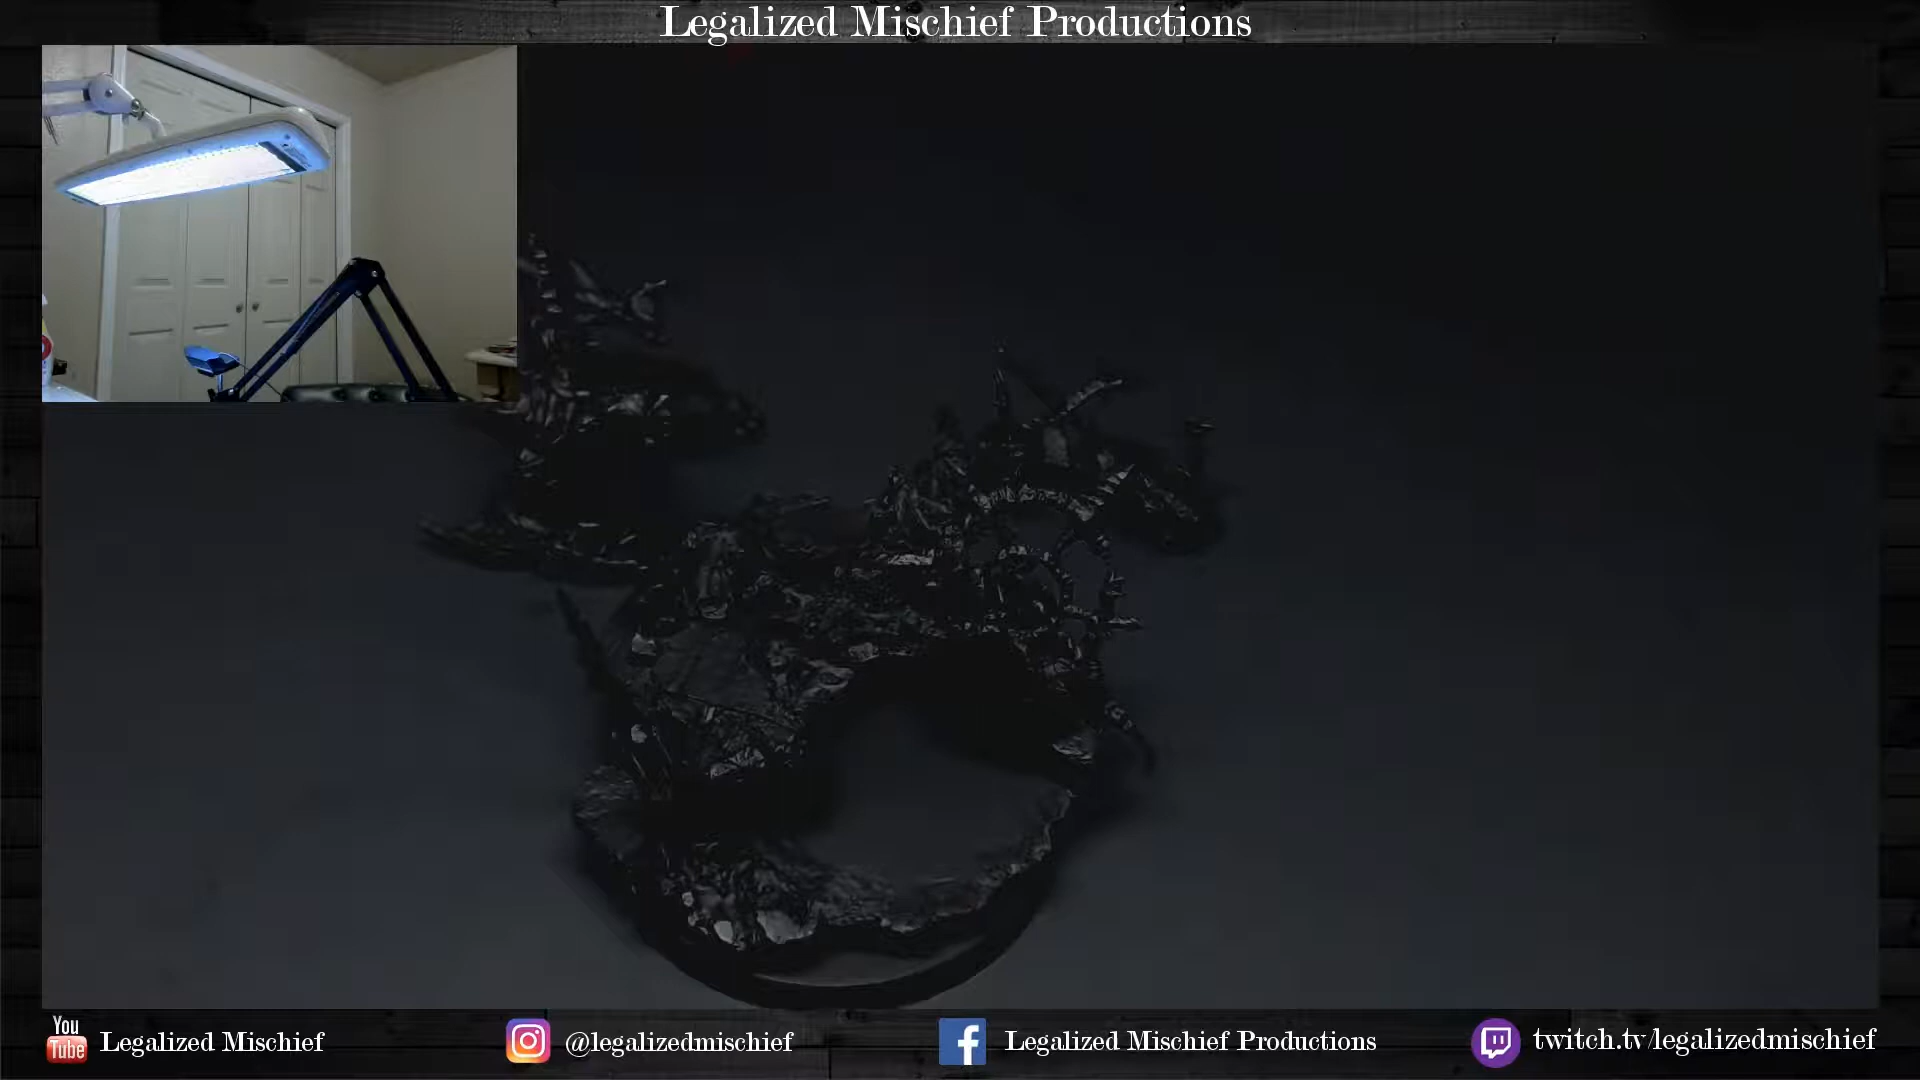 Legalized Mischief Productions
You
Tube
Legalized Mischief
@legalizedmischief
Legalized Mischief Productions
twitch.tv/legalizedmischief